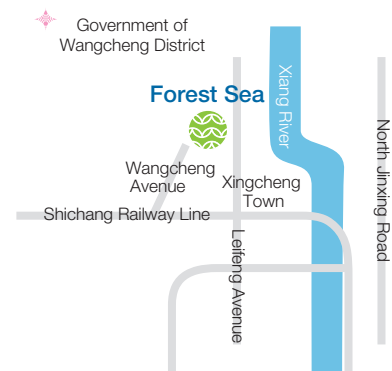 Government of
Wangcheng District
Forest Sea
Xiang River
Wangcheng
Avenue
Xingcheng
Town
North Jinxing Road
Shichang Railway Line
Leifeng Avenue